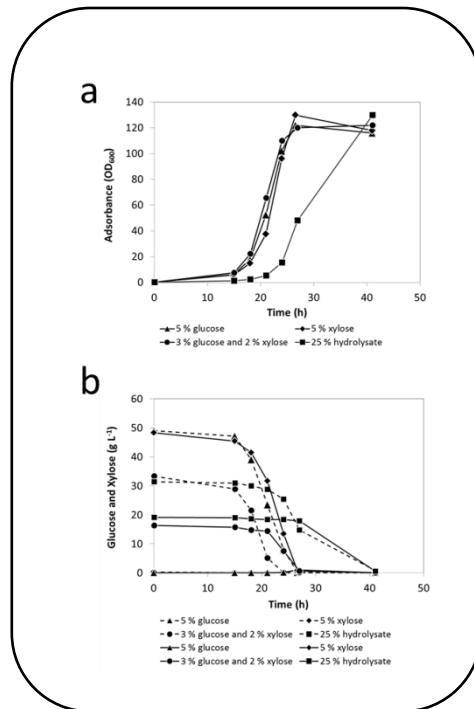 a
140
120
100
80
60
40
20
0
Adsorbance (OD600)
0 10 20 30 40 50
Time (h)
5 % glucose 5 % xylose
3 % glucose and 2 % xylose 25 % hydrolysate
b
60
50
40
30
20
10
0
Glucose and Xylose (g L-1)
0 10 20 30 40 50
Time (h)
5 % glucose 5 % xylose
3 % glucose and 2 % xylose 25 % hydrolysate
5 % glucose 5 % xylose
3 % glucose and 2 % xylose 25 % hydrolysate